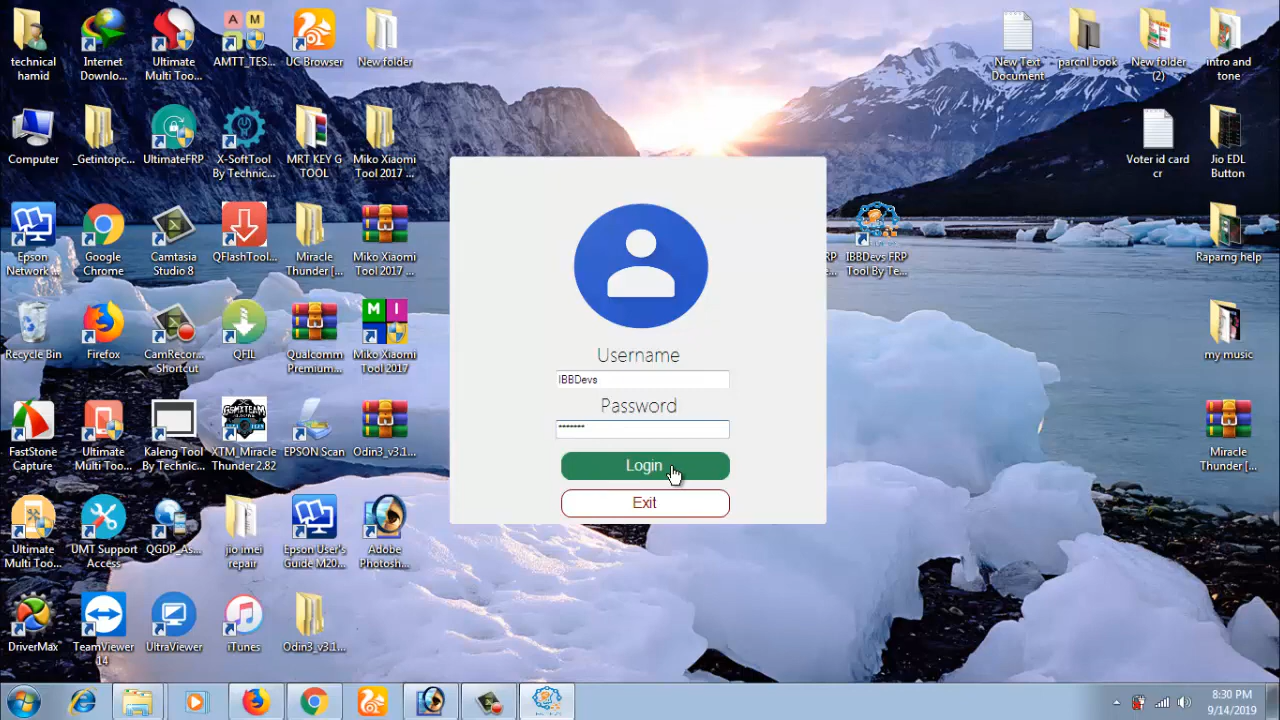 technical
hamid
Internet
Downlo...
Ultimate
Multi Too...
A M
AMTT_TES...
UC Browser
New folder
New Text
Document
parcnl book
New folder
(2)
intro and
tone
Computer
_Getintopc...
UltimateFRP
X-SoftTool
By Technic...
MRT KEY G
TOOL
Miko Xiaomi
Tool 2017 ...
Voter id card
cr
Jio EDL
Button
Epson
Network...
Google
Chrome
Camtasia
Studio 8
QFlashTool...
Miracle
Thunder [...
Miko Xiaomi
Tool 2017 ...
IBBDevs FRP
Tool By Te...
Raparng help
Recycle Bin
Firefox
CamRecor...
- Shortcut
QFIL
Qualcomm
Premium...
M I
Miko Xiaomi
Tool 2017
my music
Username
IBBDevs
Password
*******
Login
Exit
FastStone
Capture
Ultimate
Multi Too...
Kaleng Tool
By Technic...
GSMXTEAM
XTM_Miracle
Thunder 2.82
EPSON Scan
Odin3_v3.1...
Miracle
Thunder [...
Ultimate
Multi Too...
UMT Support
Access
QGDP_As...
jio imei
repair
Epson User's
Guide M20...
Adobe
Photosh...
DriverMax
TeamViewer
14
UltraViewer
iTunes
Odin3_v3.1...
8:30 PM
9/14/2019